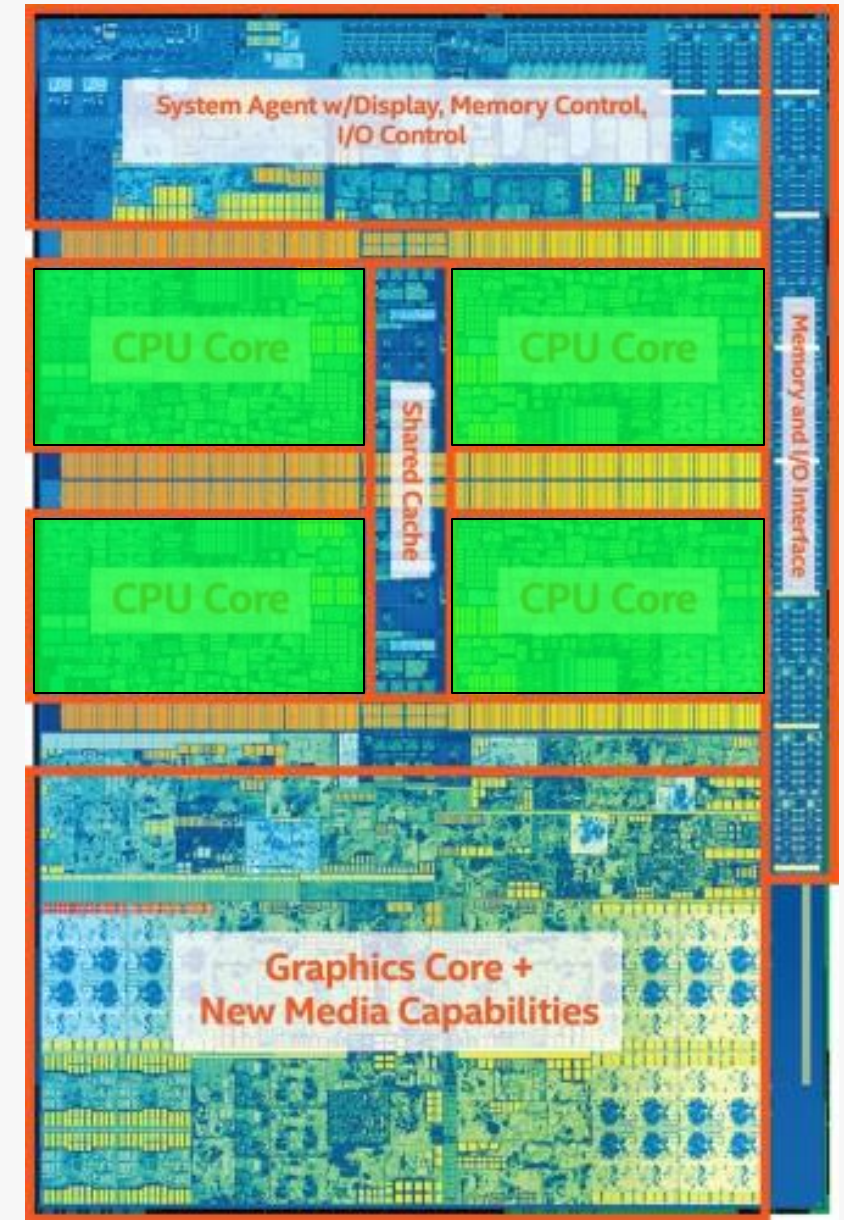 System Agent w/Display, Memory Control,
I/O Control
CPU Core
CPU Core
Shared Cache
Memory and I/O Interface
CPU Core
CPU Core
Graphics Core +
New Media Capabilities